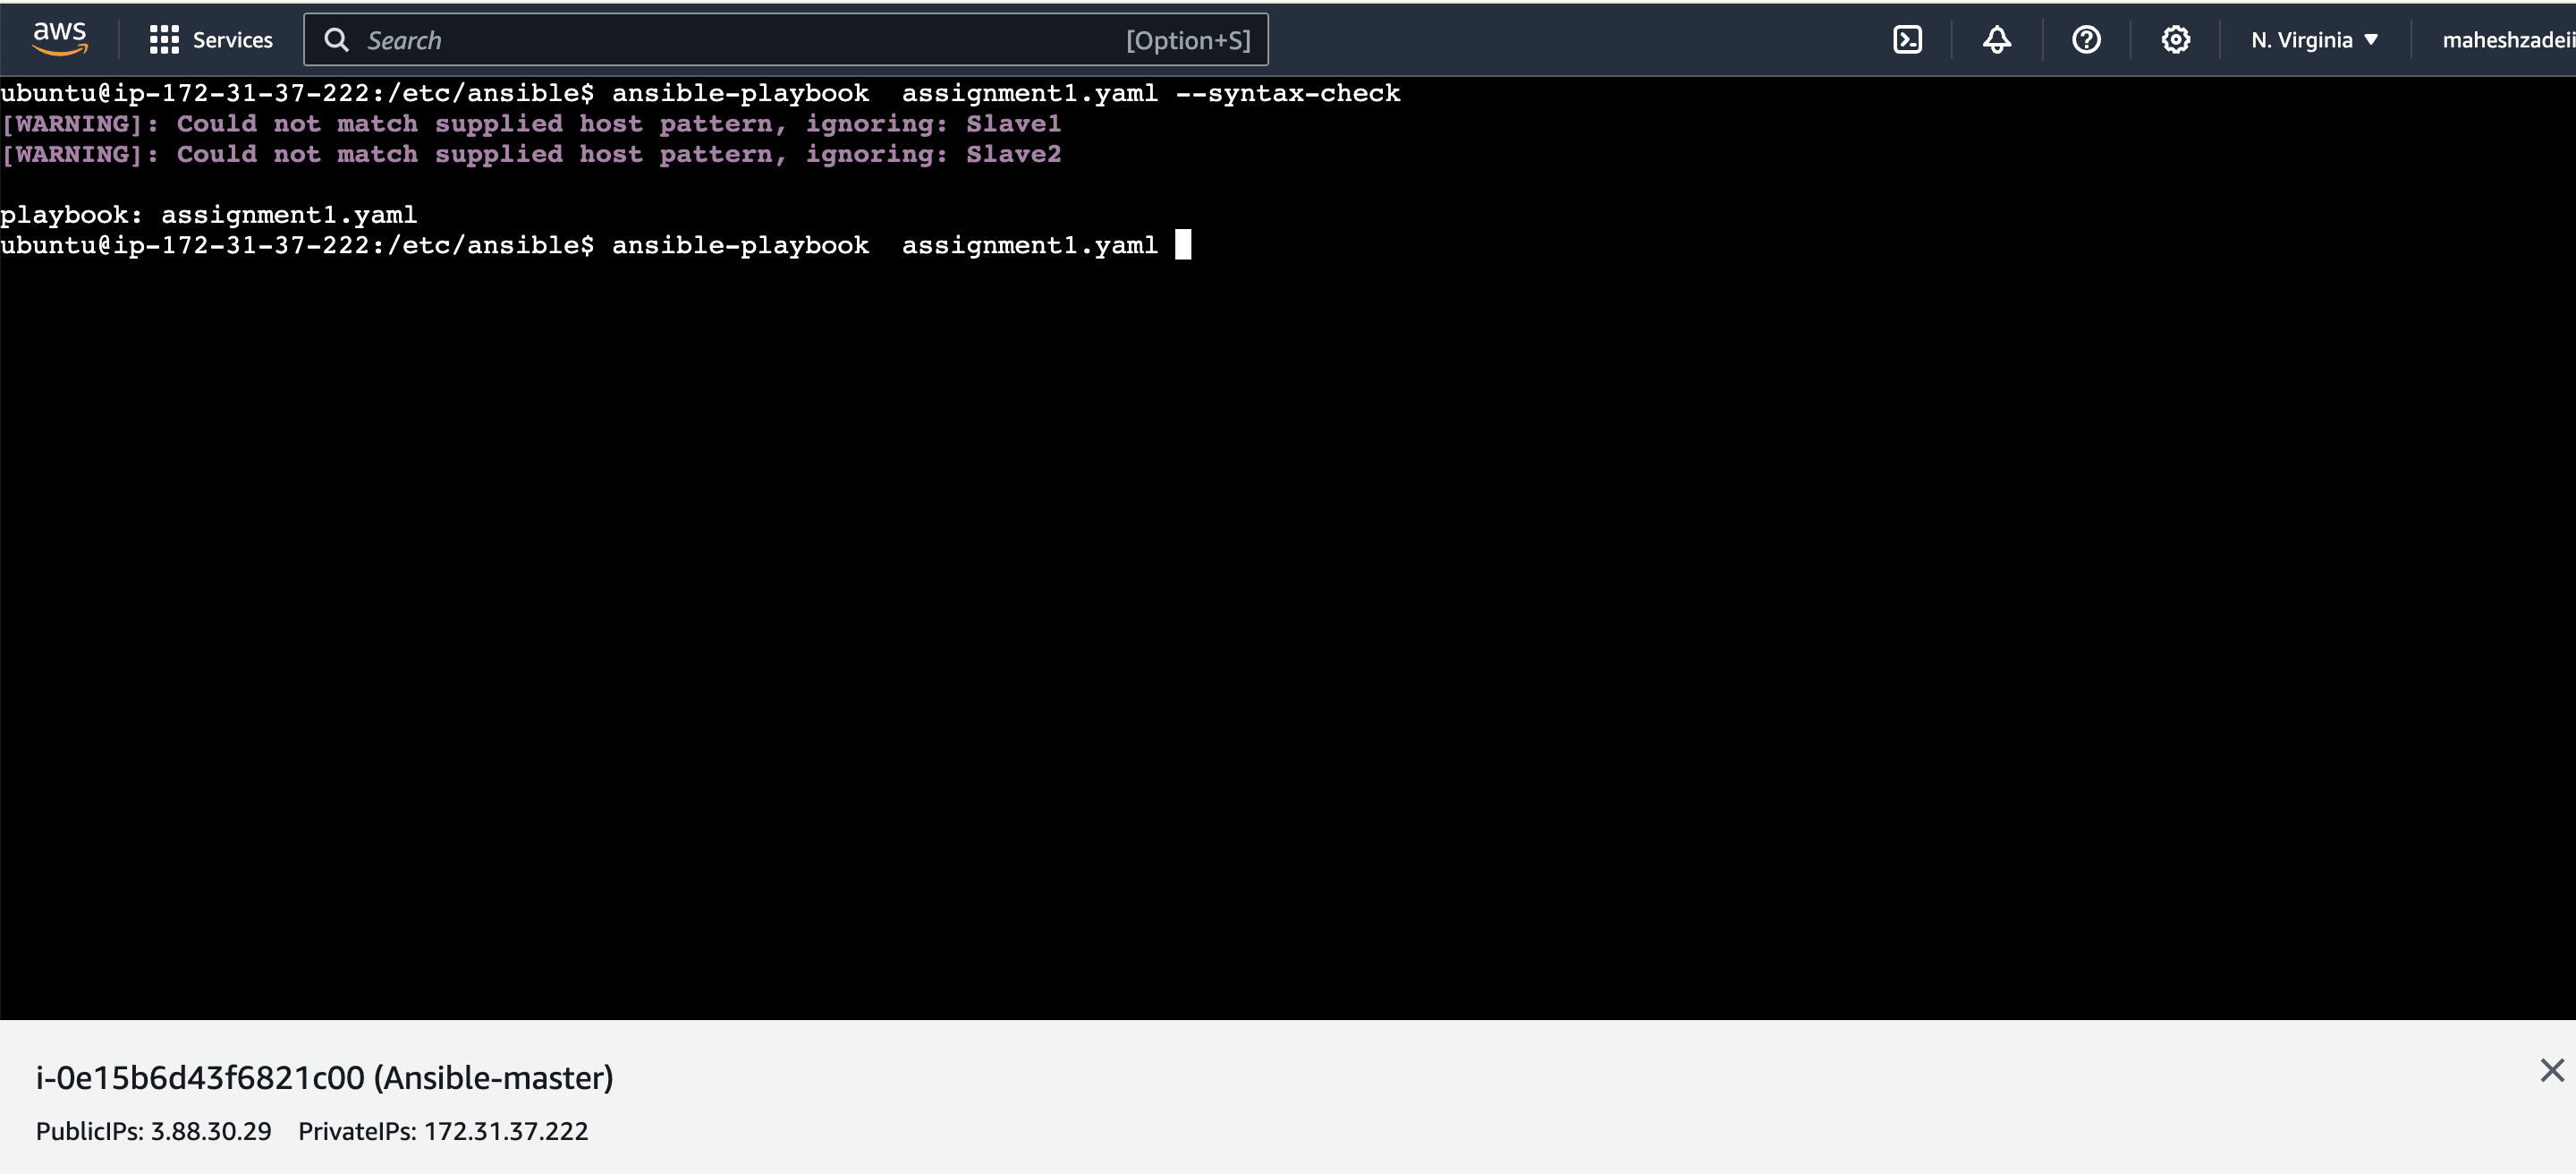 aws Services Search [Option+S] N. Virginia maheshzadeii
ubuntu@ip-172-31-37-222:/etc/ansible$ ansible-playbook  assignment1.yaml --syntax-check
[WARNING]: Could not match supplied host pattern, ignoring: Slave1
[WARNING]: Could not match supplied host pattern, ignoring: Slave2
playbook: assignment1.yaml
ubuntu@ip-172-31-37-222:/etc/ansible$ ansible-playbook  assignment1.yaml
i-0e15b6d43f6821c00 (Ansible-master)
PublicIPs: 3.88.30.29 PrivateIPs: 172.31.37.222